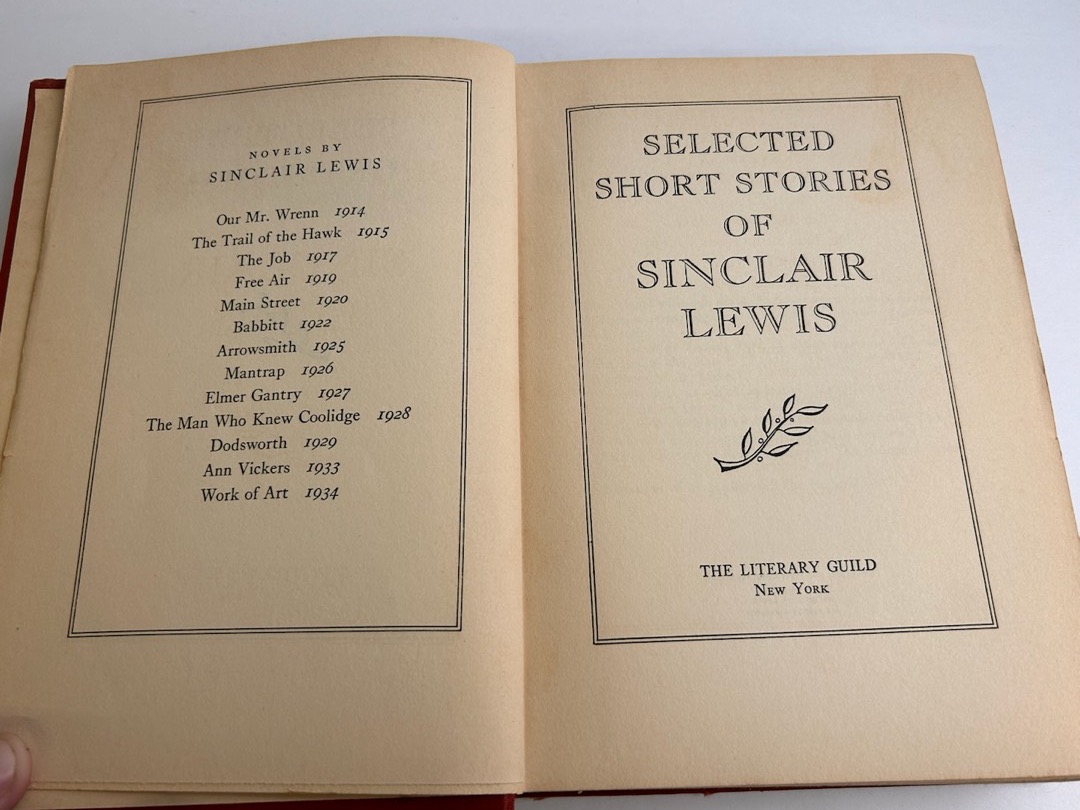 NOVELS BY
SINCLAIR LEWIS
Our Mr. Wrenn 1914
The Trail of the Hawk 1915
The Job 1917
Free Air 1919
Main Street 1920
Babbitt 1922
Arrowsmith 1925
Mantrap 1926
Elmer Gantry 1927
The Man Who Knew Coolidge 1928
Dodsworth 1929
Ann Vickers 1933
Work of Art 1934
SELECTED
SHORT STORIES
OF
SINCLAIR
LEWIS
THE LITERARY GUILD
NEW YORK